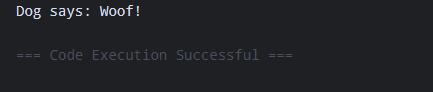 Dog says: Woof!
=== Code Execution Successful ===